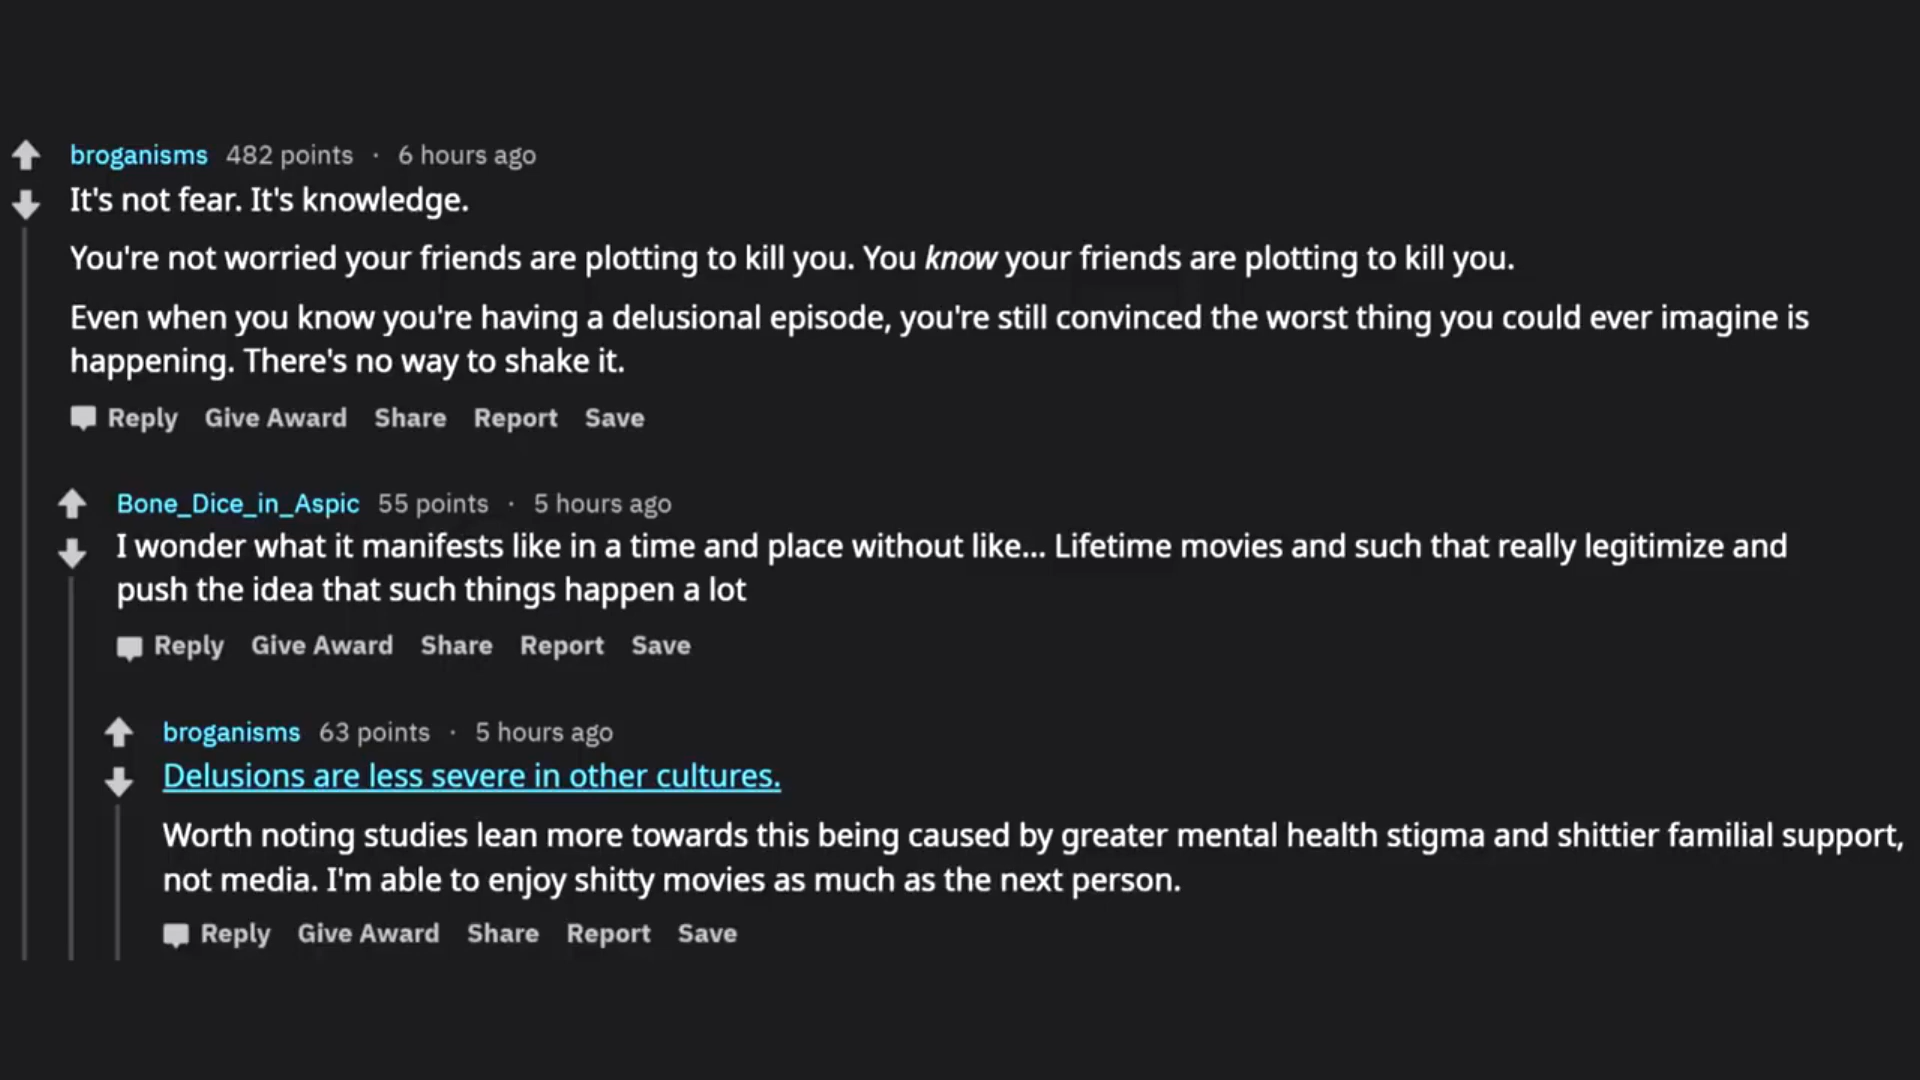 broganisms 482 points · 6 hours ago
It's not fear. It's knowledge.
You're not worried your friends are plotting to kill you. You know your friends are plotting to kill you.
Even when you know you're having a delusional episode, you're still convinced the worst thing you could ever imagine is
happening. There's no way to shake it.
Reply Give Award Share Report Save
Bone_Dice_in_Aspic 55 points · 5 hours ago
I wonder what it manifests like in a time and place without like... Lifetime movies and such that really legitimize and
push the idea that such things happen a lot
Reply Give Award Share Report Save
broganisms 63 points · 5 hours ago
Delusions are less severe in other cultures.
Worth noting studies lean more towards this being caused by greater mental health stigma and shittier familial support,
not media. I'm able to enjoy shitty movies as much as the next person.
Reply Give Award Share Report Save